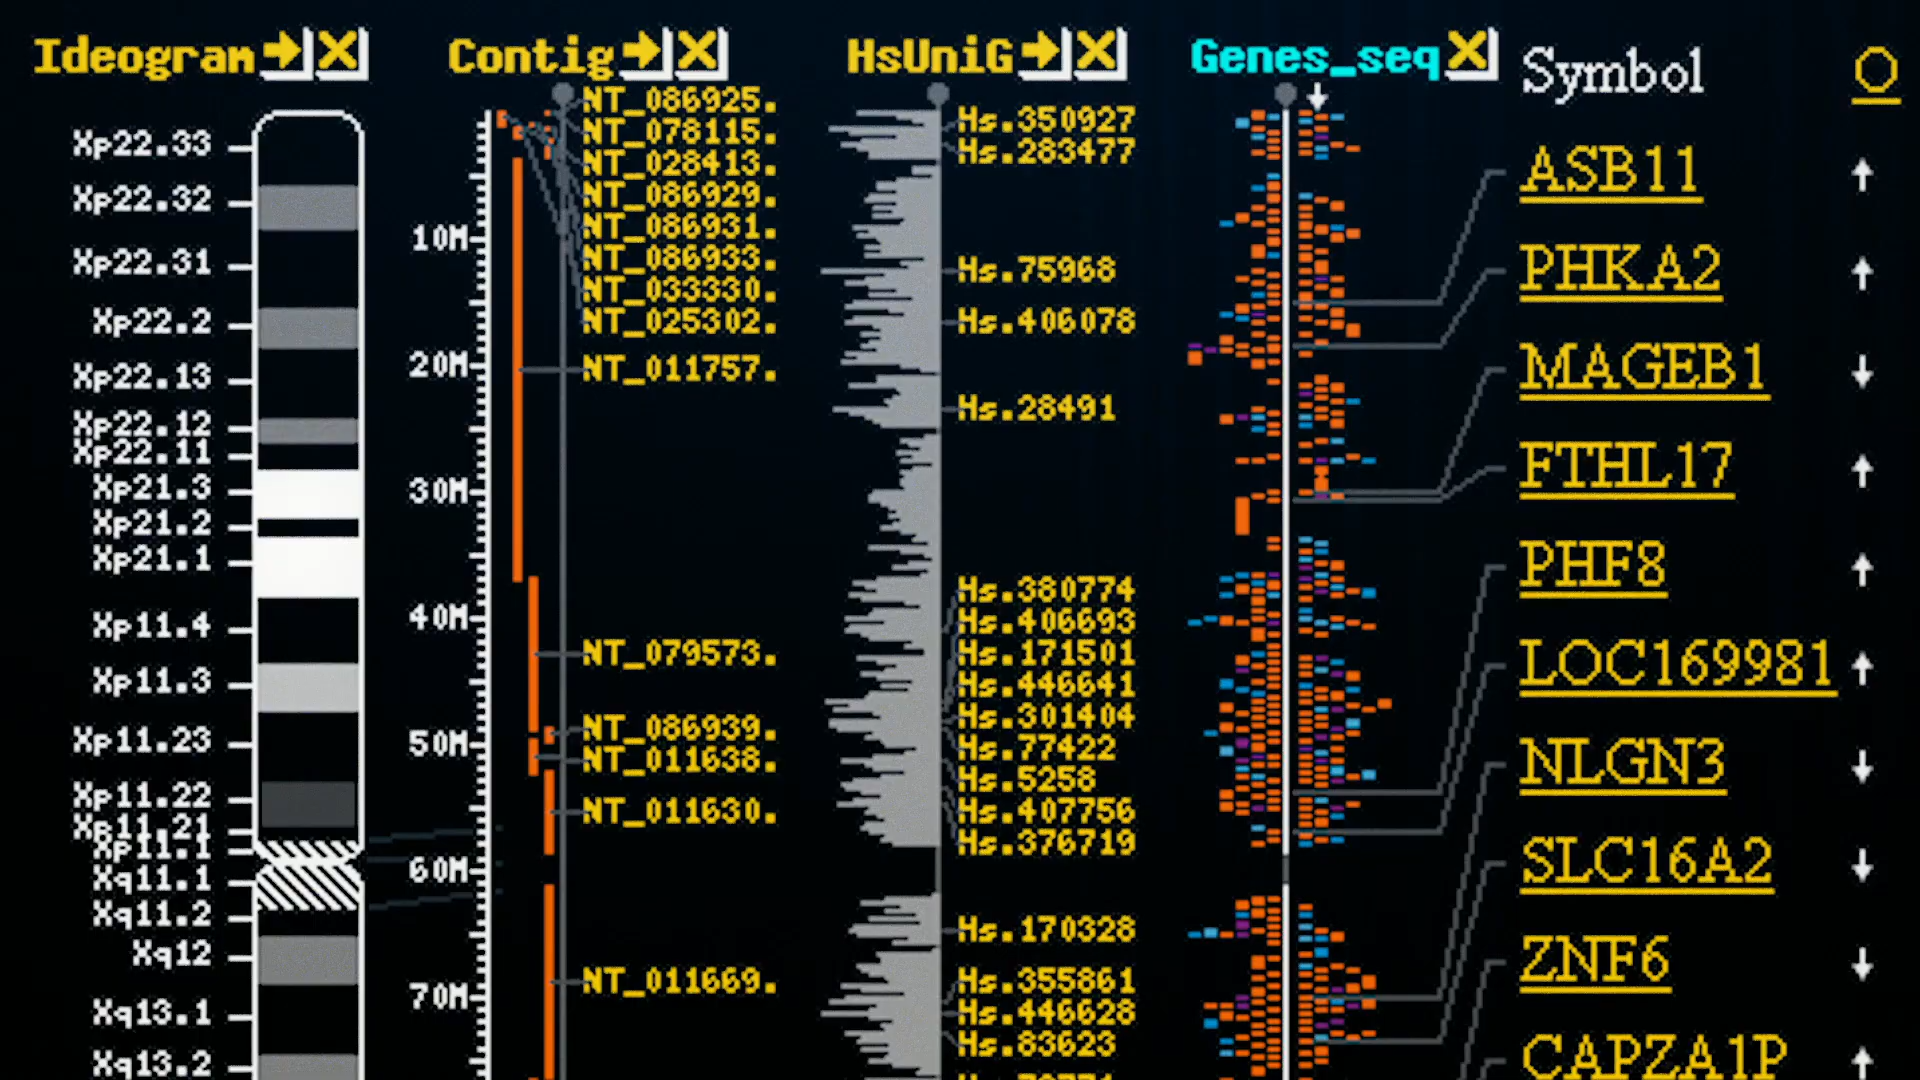 Ideogram
Contig
HsUniG
Genes_seq
Symbol
O
Xp22.33
Xp22.32
Xp22.31
Xp22.2
Xp22.13
Xp22.12
Xp22.11
Xp21.3
Xp21.2
Xp21.1
Xp11.4
Xp11.3
Xp11.23
Xp11.22
Xp11.21
Xp11.1
Xq11.1
Xq11.2
Xq12
Xq13.1
Xq13.2
10M
20M
30M
40M
50M
60M
70M
NT_086925.
NT_078115.
NT_028413.
NT_086929.
NT_086931.
NT_086933.
NT_033330.
NT_025302.
NT_011757.
NT_079573.
NT_086939.
NT_011638.
NT_011630.
NT_011669.
Hs.350927
Hs.283477
Hs.75968
Hs.406078
Hs.28491
Hs.380774
Hs.406693
Hs.171501
Hs.446641
Hs.301404
Hs.77422
Hs.5258
Hs.407756
Hs.376719
Hs.170328
Hs.355861
Hs.446628
Hs.83623
ASB11
PHKA2
MAGEB1
FTHL17
PHF8
LOC169981
NLGN3
SLC16A2
ZNF6
CAPZA1P